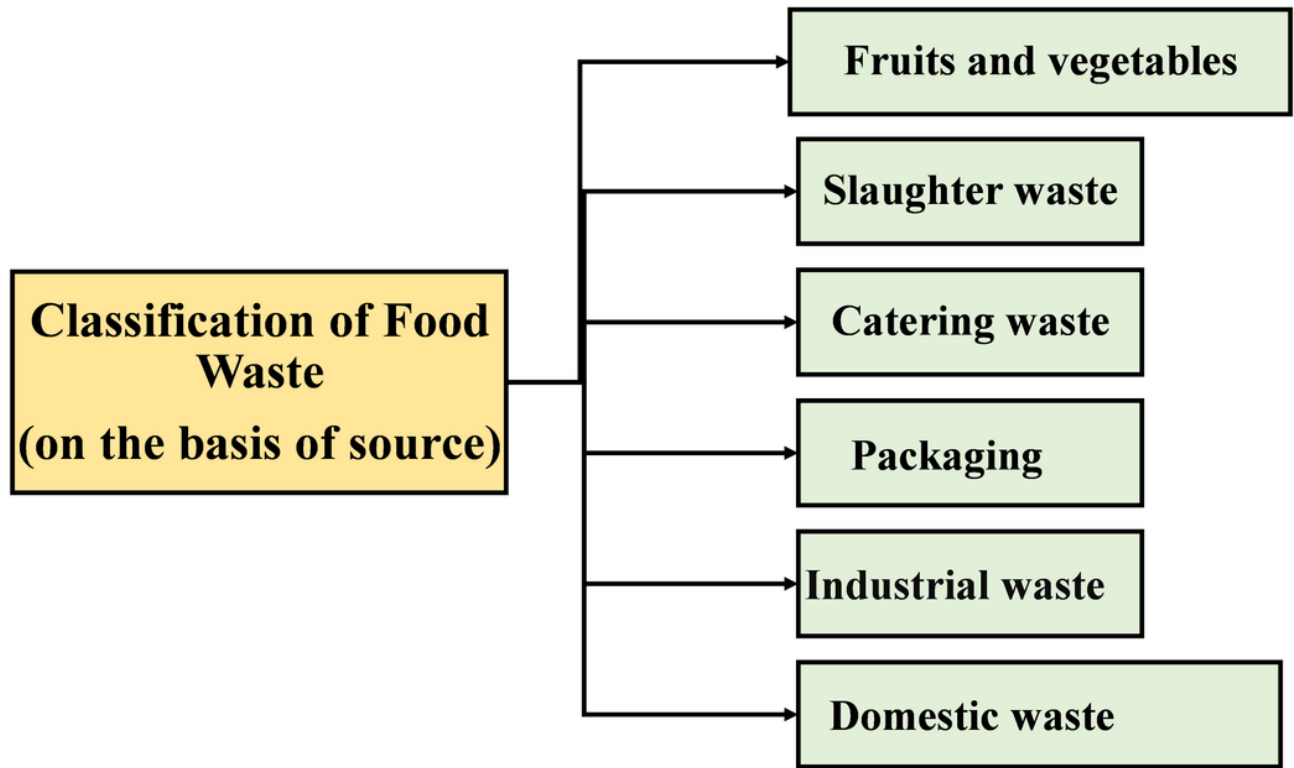 Classification of Food
Waste
(on the basis of source)
Fruits and vegetables
Slaughter waste
Catering waste
Packaging
Industrial waste
Domestic waste